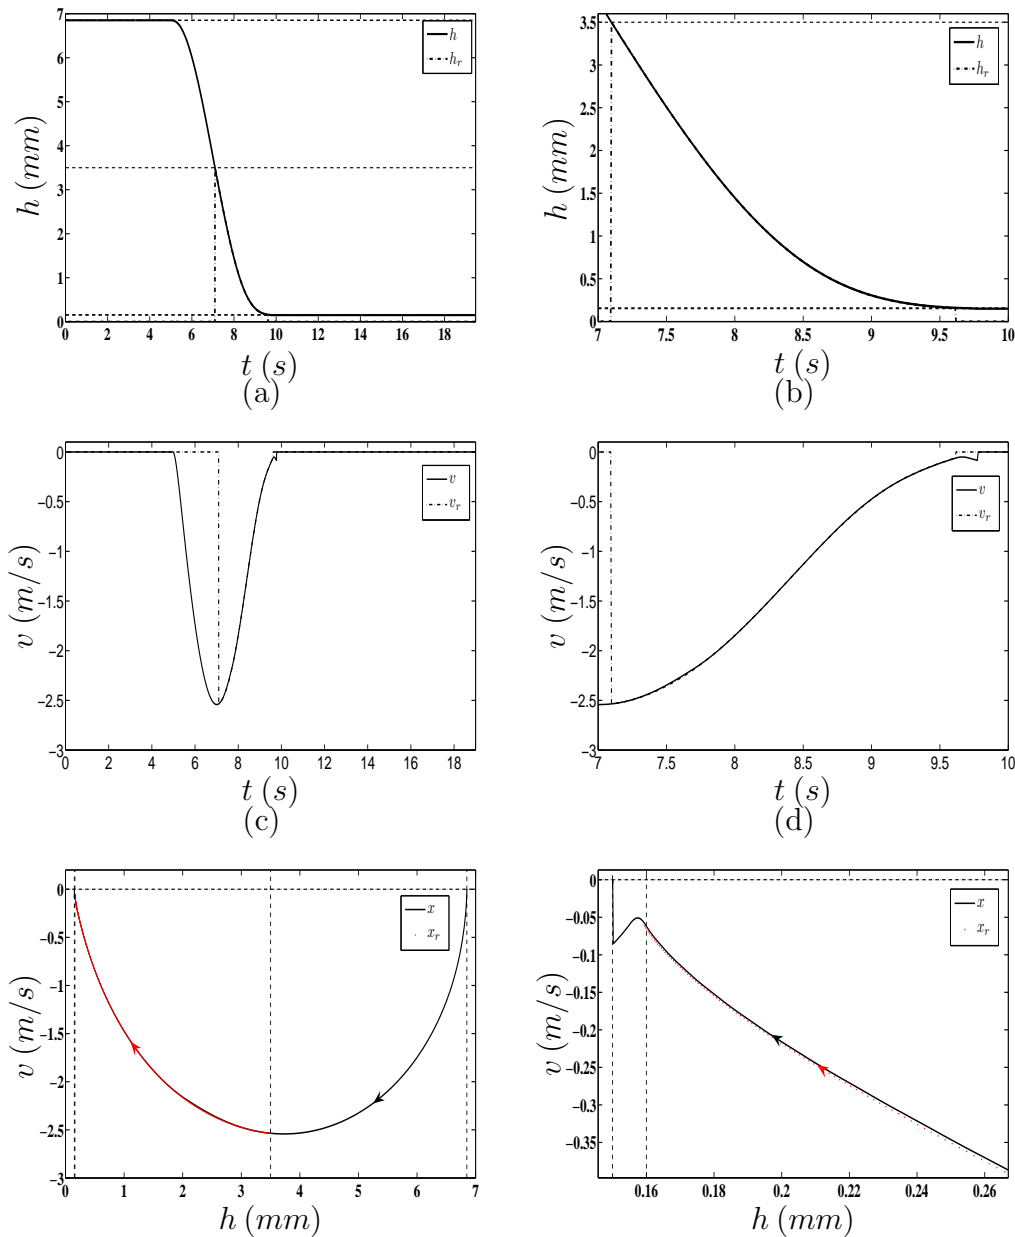 7
6
5
4
3
2
1
0
h (mm)
h
h_r
0 2 4 6 8 10 12 14 16 18
t (s)
(a)
3.5
3
2.5
2
1.5
1
0.5
0
h (mm)
h
h_r
7 7.5 8 8.5 9 9.5 10
t (s)
(b)
0
−0.5
−1
−1.5
−2
−2.5
−3
v (m/s)
v
v_r
0 2 4 6 8 10 12 14 16 18
t (s)
(c)
0
−0.5
−1
−1.5
−2
−2.5
−3
v (m/s)
v
v_r
7 7.5 8 8.5 9 9.5 10
t (s)
(d)
0
−0.5
−1
−1.5
−2
−2.5
−3
v (m/s)
x
x_r
0 1 2 3 4 5 6 7
h (mm)
0
−0.05
−0.1
−0.15
−0.2
−0.25
−0.3
−0.35
v (m/s)
x
x_r
0.16 0.18 0.2 0.22 0.24 0.26
h (mm)